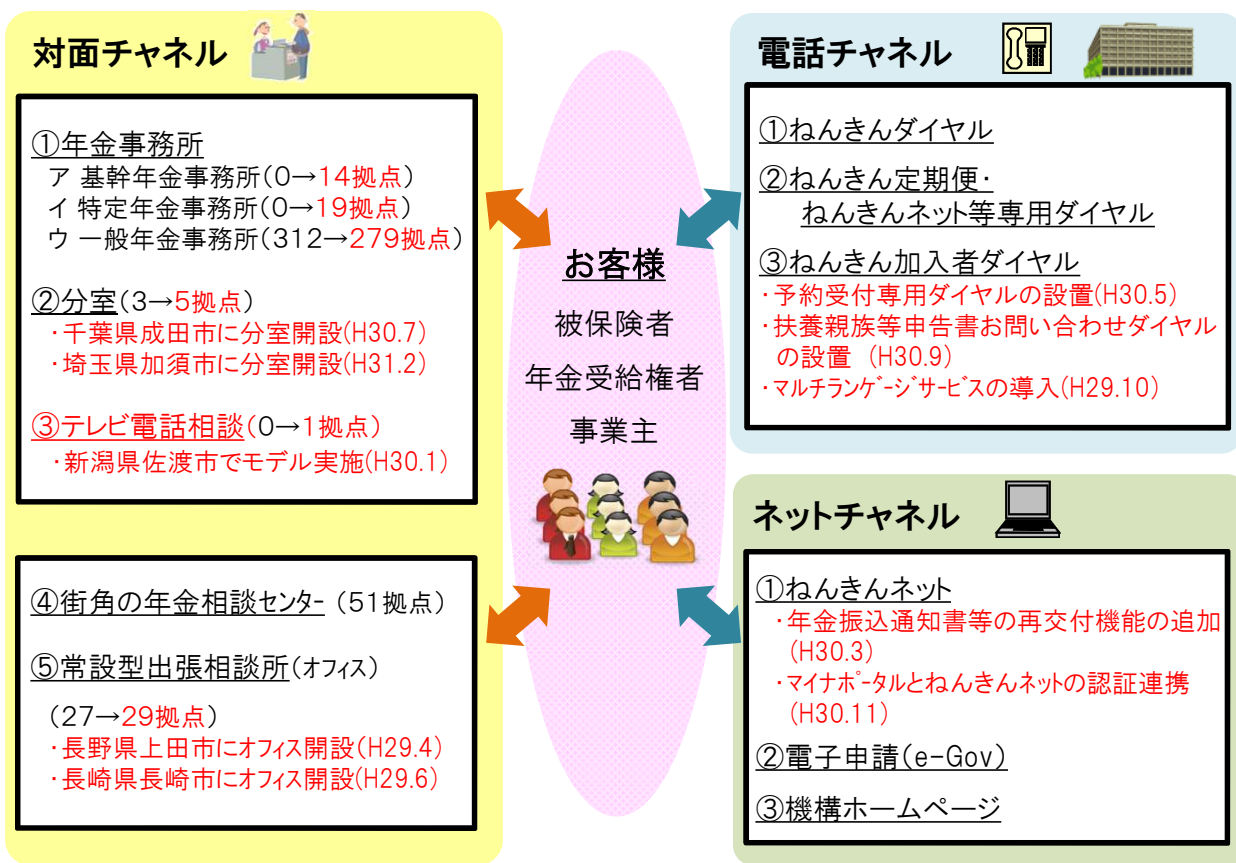 対面チャネル
①年金事務所
ア 基幹年金事務所(0→14拠点)
イ 特定年金事務所(0→19拠点)
ウ 一般年金事務所(312→279拠点)
②分室(3→5拠点)
・千葉県成田市に分室開設(H30.7)
・埼玉県加須市に分室開設(H31.2)
③テレビ電話相談(0→1拠点)
・新潟県佐渡市でモデル実施(H30.1)
④街角の年金相談センター (51拠点)
⑤常設型出張相談所(オフィス)
(27→29拠点)
・長野県上田市にオフィス開設(H29.4)
・長崎県長崎市にオフィス開設(H29.6)
お客様
被保険者
年金受給権者
事業主
電話チャネル
①ねんきんダイヤル
②ねんきん定期便・
ねんきんネット等専用ダイヤル
③ねんきん加入者ダイヤル
・予約受付専用ダイヤルの設置(H30.5)
・扶養親族等申告書お問い合わせダイヤル
の設置 (H30.9)
・マルチランゲージサービスの導入(H29.10)
ネットチャネル
①ねんきんネット
・年金振込通知書等の再交付機能の追加
(H30.3)
・マイナポータルとねんきんネットの認証連携
(H30.11)
②電子申請(e-Gov)
③機構ホームページ